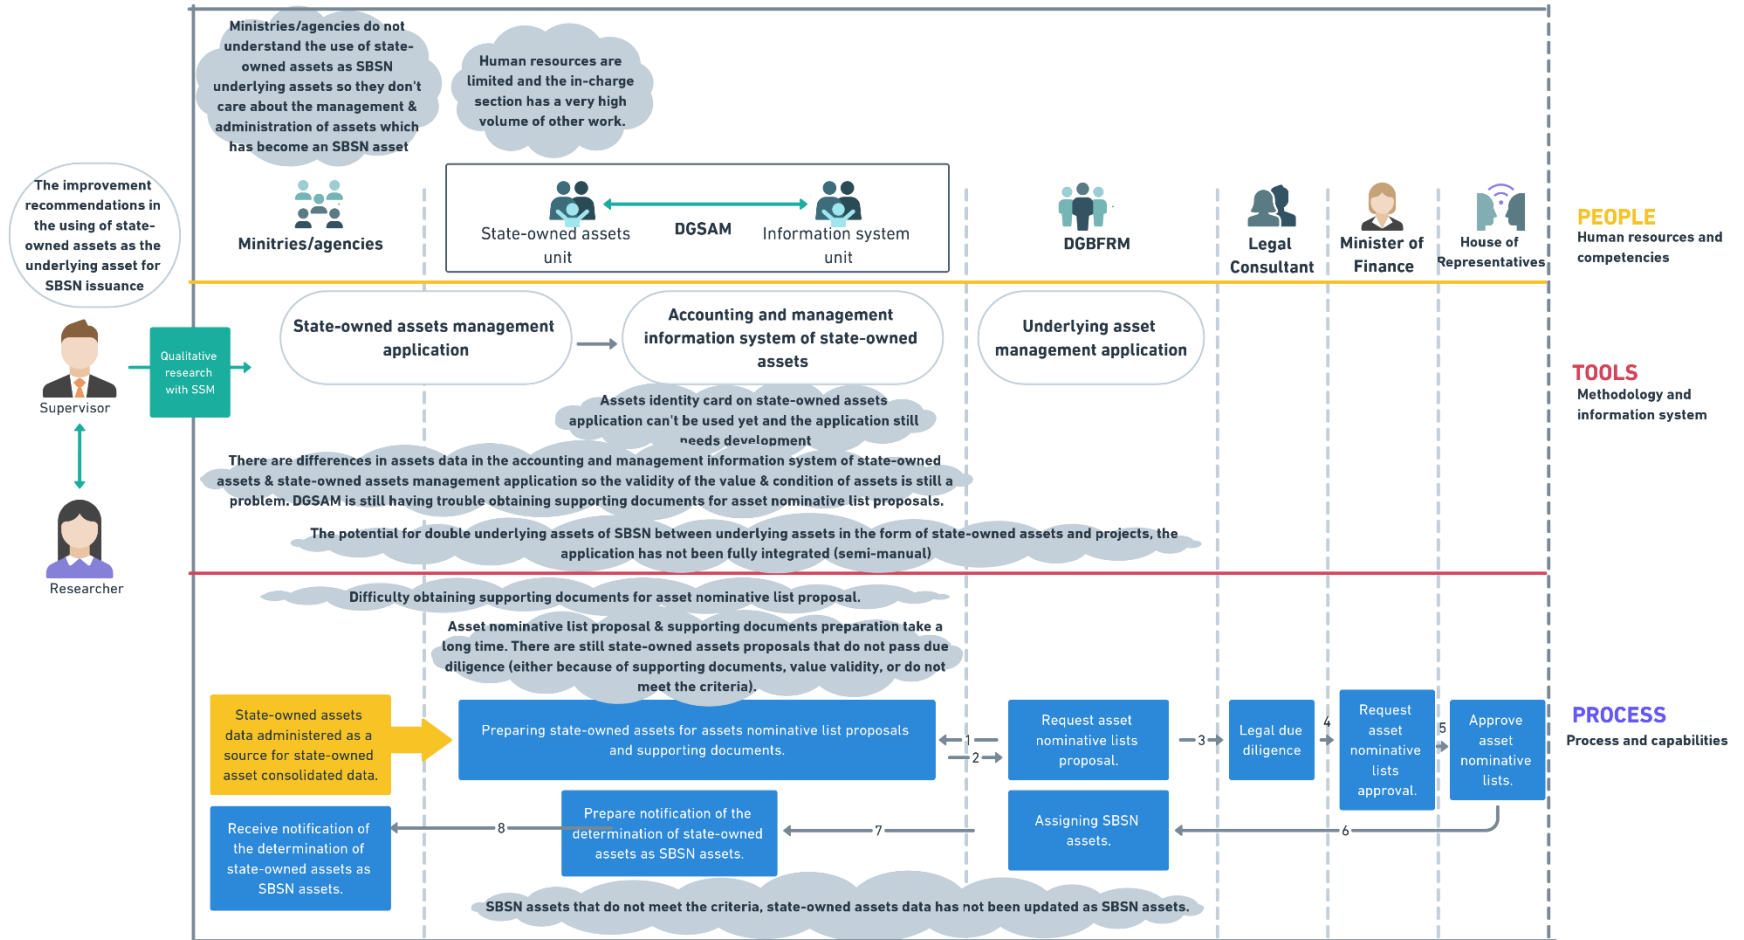 Ministries/agencies do not
understand the use of state-
owned assets as SBSN
underlying assets so they don't
care about the management &
administration of assets which
has become an SBSN asset
Human resources are
limited and the in-charge
section has a very high
volume of other work.
The improvement
recommendations in
the using of state-
owned assets as the
underlying asset for
SBSN issuance
Minitries/agencies
State-owned assets
unit
DGSAM
Information system
unit
DGBFRM
Legal
Consultant
Minister of
Finance
House of
Representatives
PEOPLE
Human resources and
competencies
Supervisor
Researcher
Qualitative
research
with SSM
State-owned assets management
application
Accounting and management
information system of state-owned
assets
Underlying asset
management application
TOOLS
Methodology and
information system
Assets identity card on state-owned assets
application can't be used yet and the application still
needs development
There are differences in assets data in the accounting and management information system of state-owned
assets & state-owned assets management application so the validity of the value & condition of assets is still a
problem. DGSAM is still having trouble obtaining supporting documents for asset nominative list proposals.
The potential for double underlying assets of SBSN between underlying assets in the form of state-owned assets and projects, the
application has not been fully integrated (semi-manual)
Difficulty obtaining supporting documents for asset nominative list proposal.
Asset nominative list proposal & supporting documents preparation take a
long time. There are still state-owned assets proposals that do not pass due
diligence (either because of supporting documents, value validity, or do not
meet the criteria).
State-owned assets
data administered as a
source for state-owned
asset consolidated data.
Preparing state-owned assets for assets nominative list proposals
and supporting documents.
1
2
Request asset
nominative lists
proposal.
3
Legal due
diligence
4
Request
asset
nominative
lists
approval.
5
Approve
asset
nominative
lists.
PROCESS
Process and capabilities
Receive notification of
the determination of
state-owned assets as
SBSN assets.
8
Prepare notification of the
determination of state-owned
assets as SBSN assets.
7
Assigning SBSN
assets.
6
SBSN assets that do not meet the criteria, state-owned assets data has not been updated as SBSN assets.